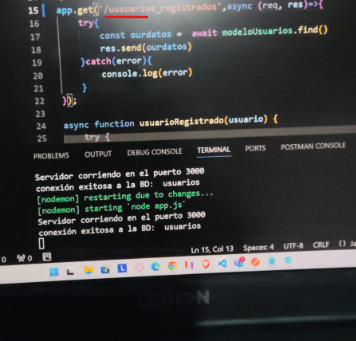 15 app.get('/uusuarios_registrados',async (req, res)=>{
16 try{
17 const ourdatos = await modeloUsuarios.find()
18 res.send(ourdatos)
19 }catch(error){
20 console.log(error)
21 }
22 });
23
24 async function usuarioRegistrado(usuario) {
25 try {
PROBLEMS OUTPUT DEBUG CONSOLE TERMINAL PORTS POSTMAN CONSOLE
Servidor corriendo en el puerto 3000
conexión exitosa a la BD: usuarios
[nodemon] restarting due to changes...
[nodemon] starting `node app.js`
Servidor corriendo en el puerto 3000
conexión exitosa a la BD: usuarios
0 0 Ln 15, Col 13 Spaces: 4 UTF-8 CRLF {}
LEGION